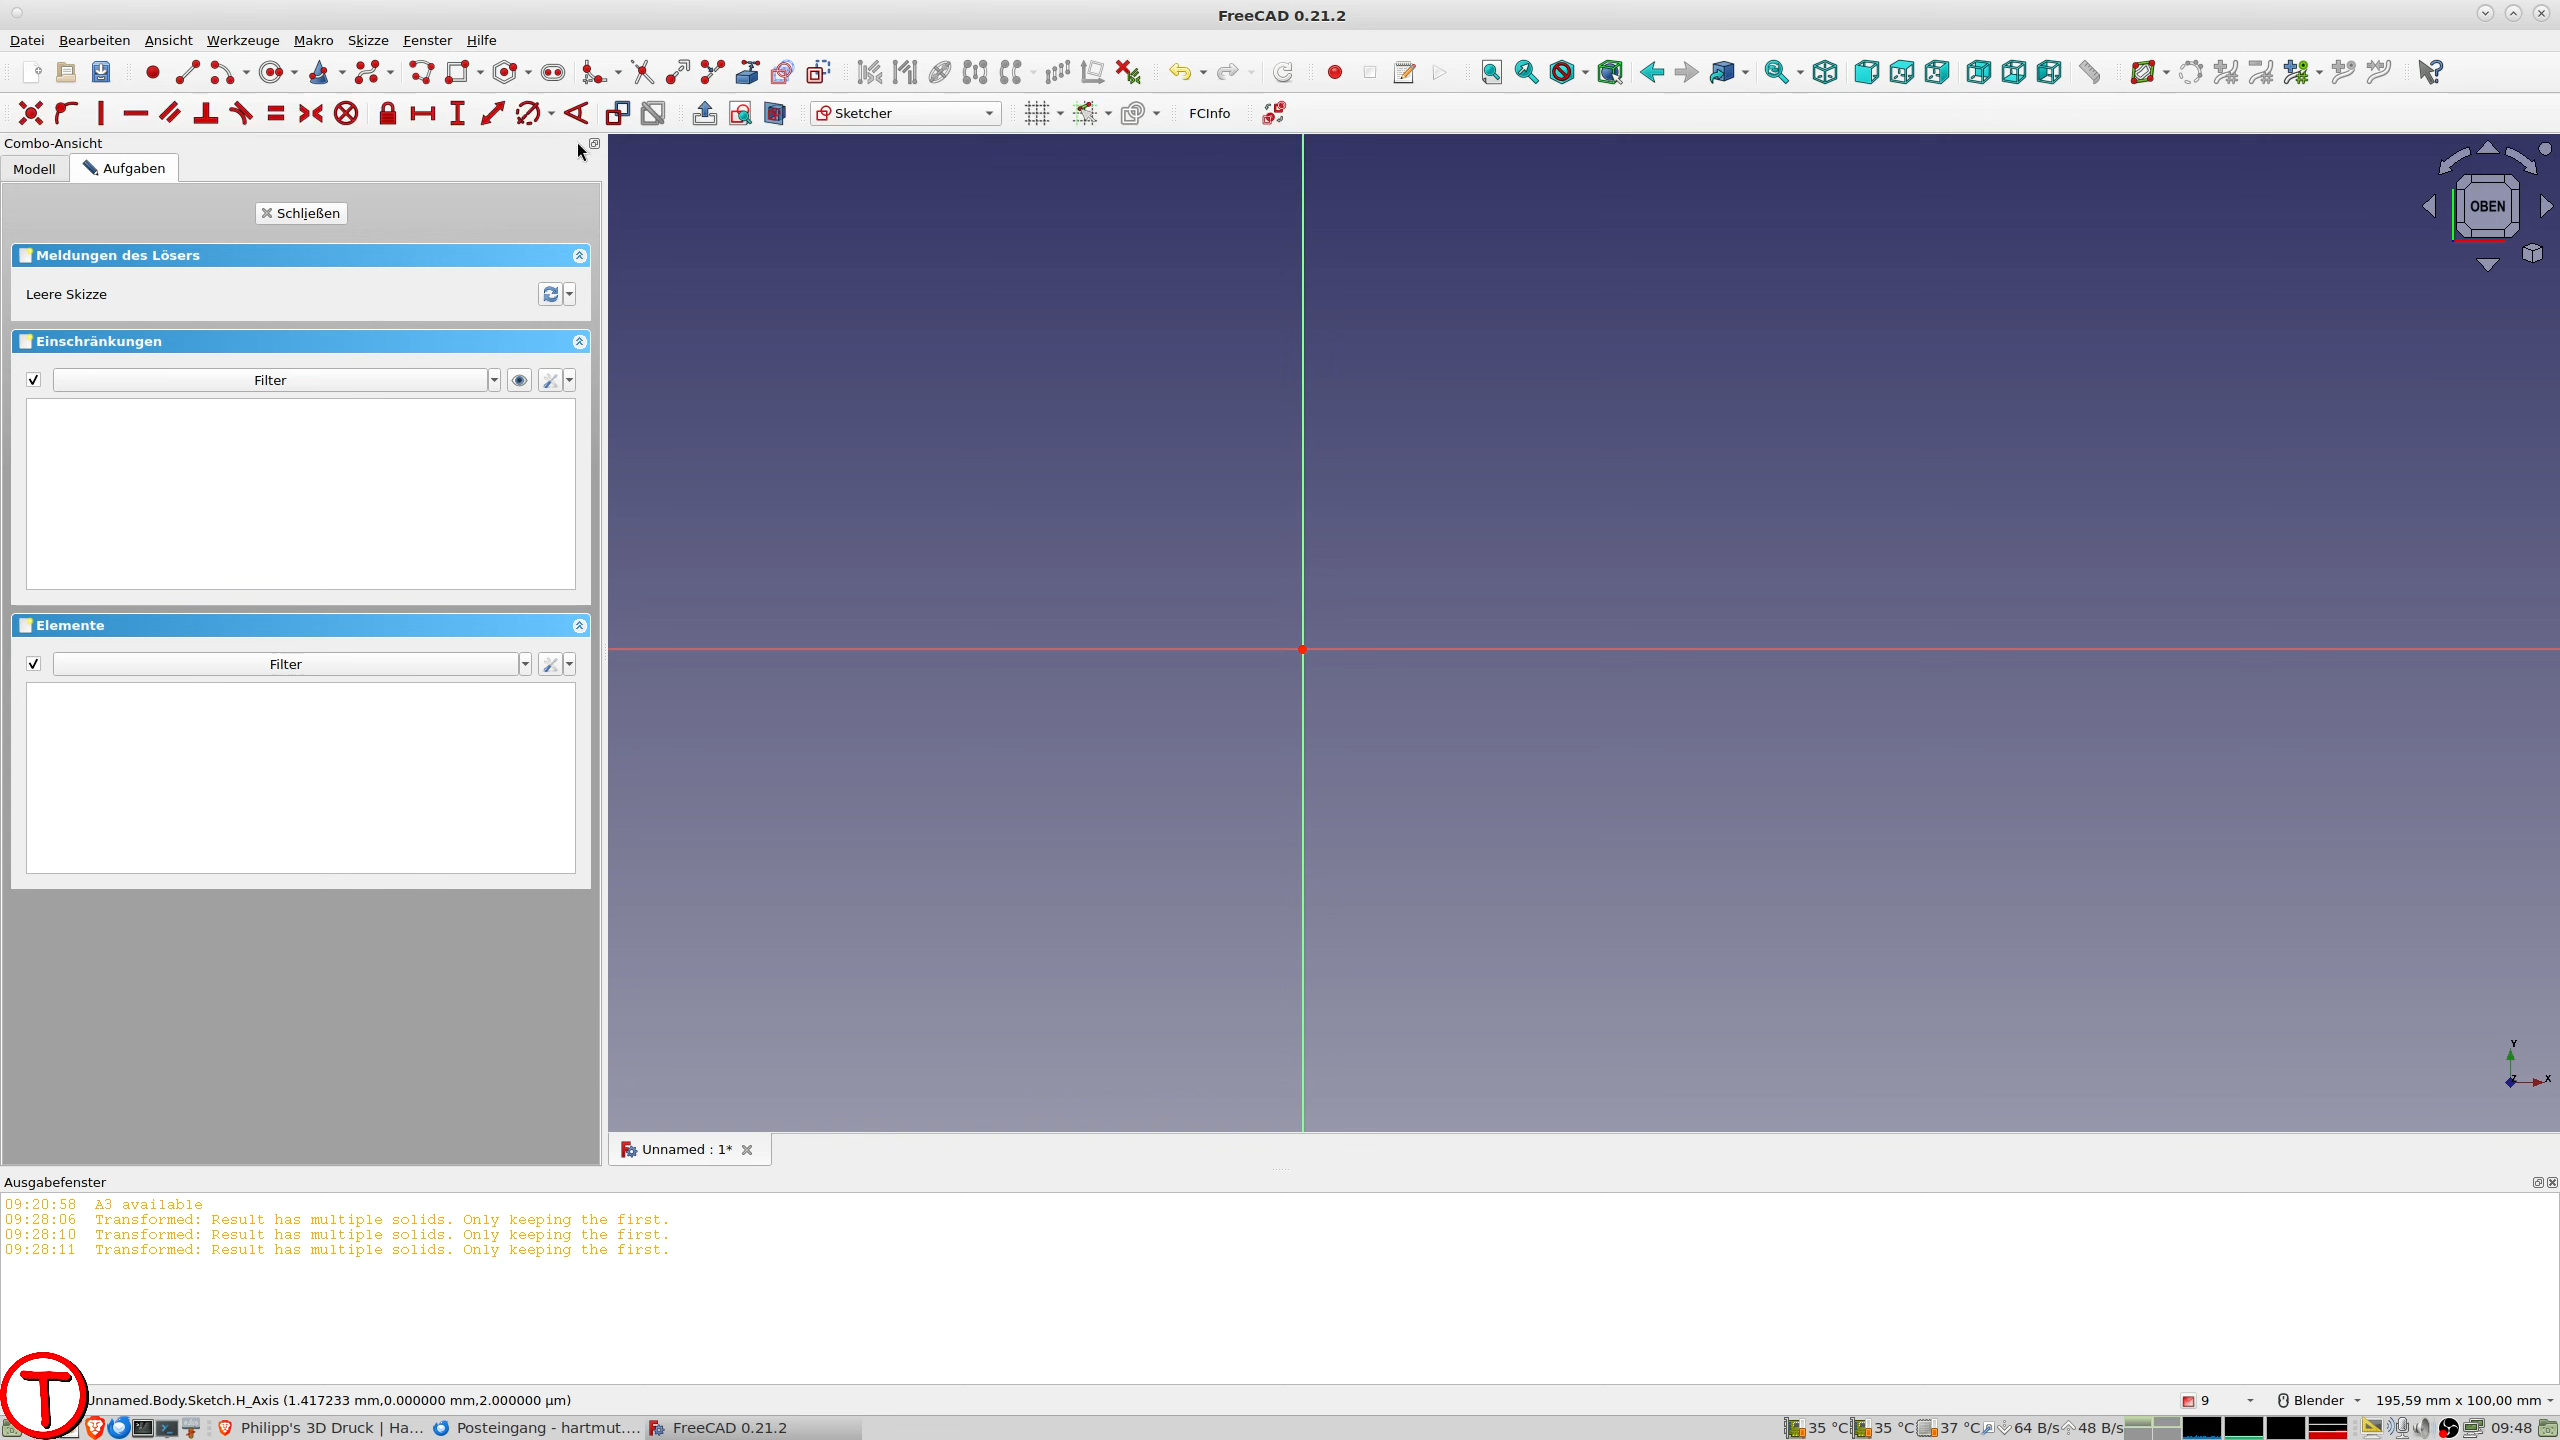 FreeCAD 0.21.2
Datei Bearbeiten Ansicht Werkzeuge Makro Skizze Fenster Hilfe
Sketcher
FCInfo
Combo-Ansicht
Modell
Aufgaben
Schließen
Meldungen des Lösers
Leere Skizze
Einschränkungen
Filter
Elemente
Filter
OBEN
Y
Z
X
Unnamed : 1*
Ausgabefenster
09:20:58 A3 available
09:28:06 Transformed: Result has multiple solids. Only keeping the first.
09:28:10 Transformed: Result has multiple solids. Only keeping the first.
09:28:11 Transformed: Result has multiple solids. Only keeping the first.
T
Unnamed.Body.Sketch.H_Axis (1.417233 mm,0.000000 mm,2.000000 µm)
9
Blender
195,59 mm x 100,00 mm
Philipp's 3D Druck | Ha...
Posteingang - hartmut....
FreeCAD 0.21.2
35 °C
35 °C
37 °C
64 B/s
48 B/s
09:48